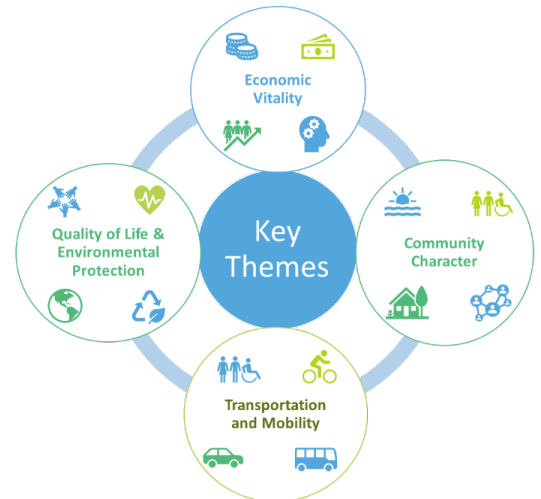 Economic
Vitality
Quality of Life &
Environmental
Protection
Key
Themes
Community
Character
Transportation
and Mobility